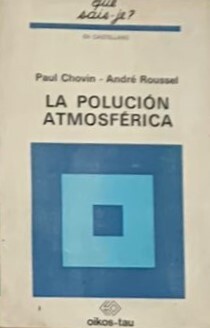 que
sais-je?
EN CASTELLANO
Paul Chovin - André Roussel
LA POLUCIÓN
ATMOSFÉRICA
oikos-tau